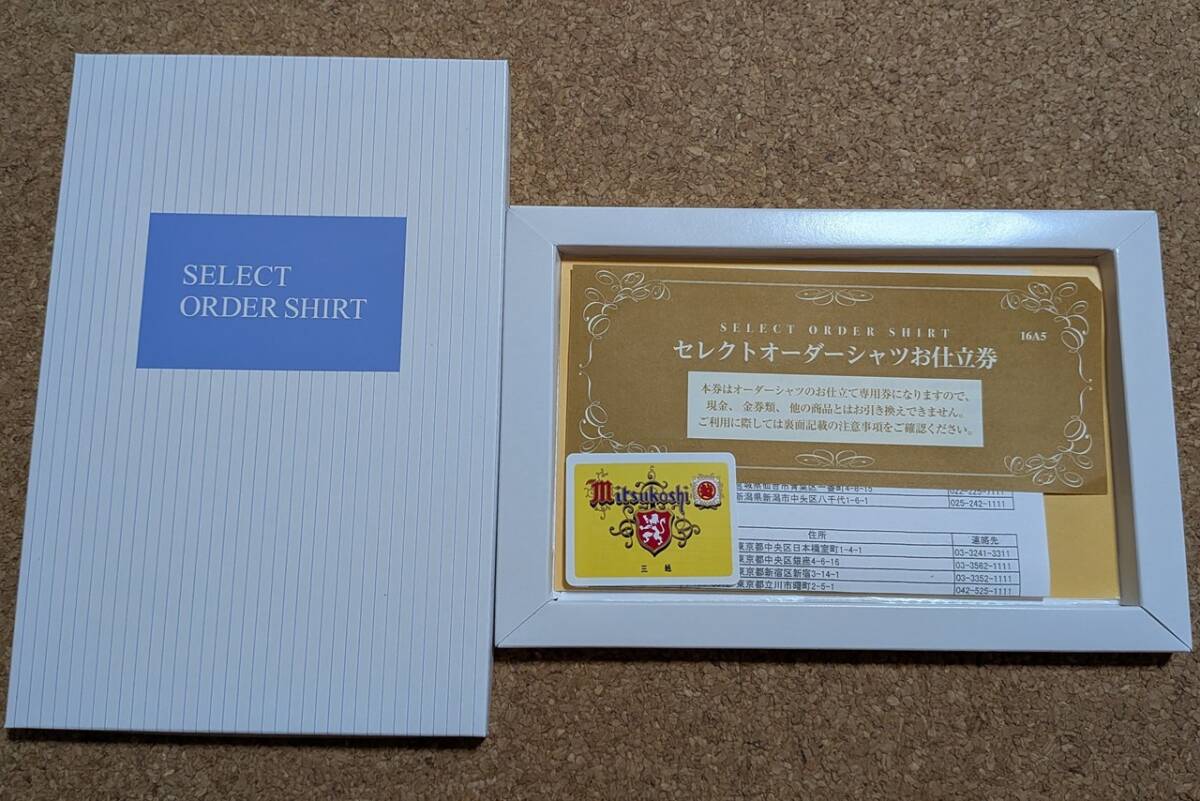 SELECT
ORDER SHIRT
SELECT ORDER SHIRT
16A5
セレクトオーダーシャツお仕立券
本券はオーダーシャツのお仕立て専用券になりますので、
現金、金券類、他の商品とはお引き換えできません。
ご利用に際しては裏面記載の注意事項をご確認ください。
Mitsukoshi 越
三越
新潟県新潟市中央区八千代1-6-1 025-242-1111
住所 連絡先
東京都中央区日本橋室町1-4-1 03-3241-3311
東京都中央区銀座4-6-16 03-3562-1111
東京都新宿区新宿3-14-1 03-3352-1111
東京都立川市曙町2-5-1 042-525-1111